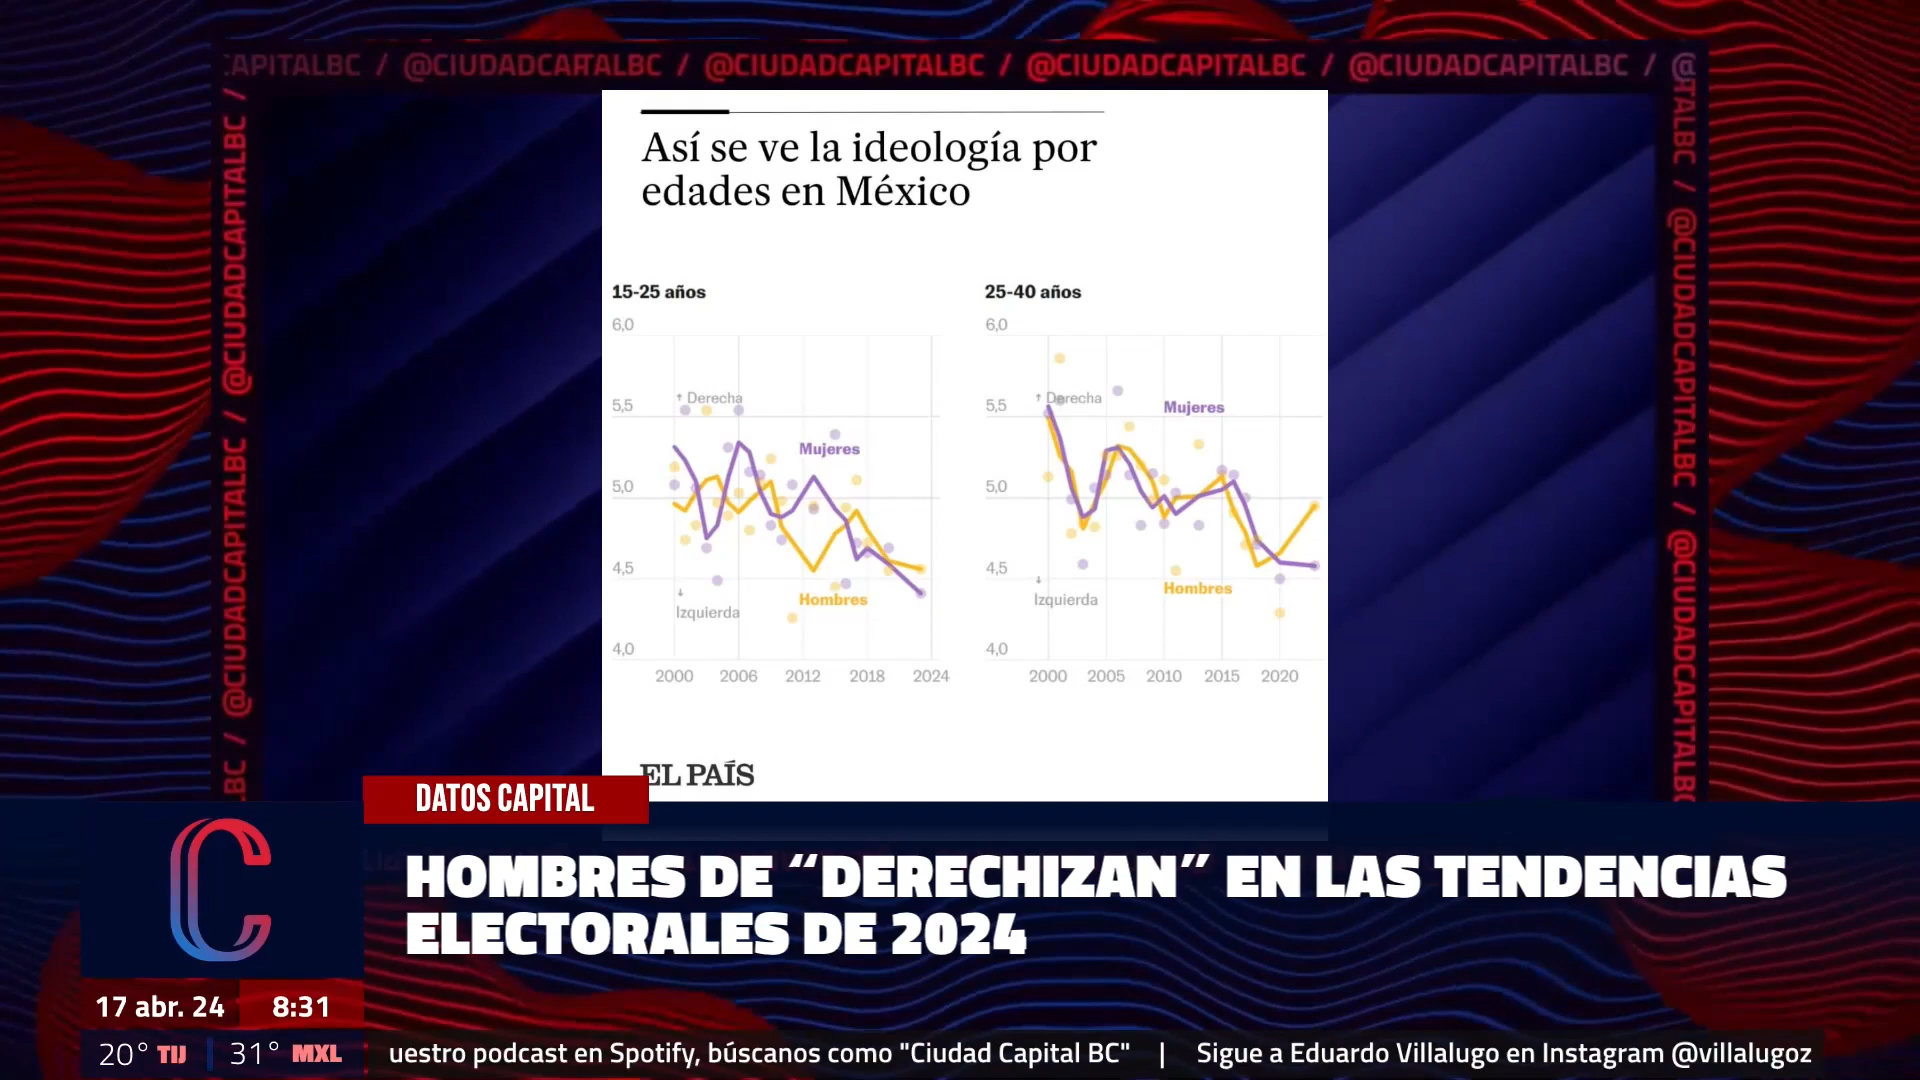 @CIUDADCAPITALBC / @CIUDADCAPITALBC / @CIUDADCAPITALBC / @CIUDADCAPITALBC /
@CIUDADCAPITALBC / @CIUDADCAPITALBC /
@CIUDADCAPITALBC / @CIUDADCAPITALBC
Así se ve la ideología por
edades en México
15-25 años
6,0
↑ Derecha
5,5
Mujeres
5,0
4,5
↓
Izquierda
Hombres
4,0
2000 2006 2012 2018 2024
25-40 años
6,0
↑ Derecha
5,5
Mujeres
5,0
4,5
↓
Izquierda
Hombres
4,0
2000 2005 2010 2015 2020
EL PAÍS
DATOS CAPITAL
HOMBRES DE “DERECHIZAN” EN LAS TENDENCIAS
ELECTORALES DE 2024
C
17 abr. 24 8:31
20° TIJ | 31° MXL
uestro podcast en Spotify, búscanos como "Ciudad Capital BC" | Sigue a Eduardo Villalugo en Instagram @villalugoz